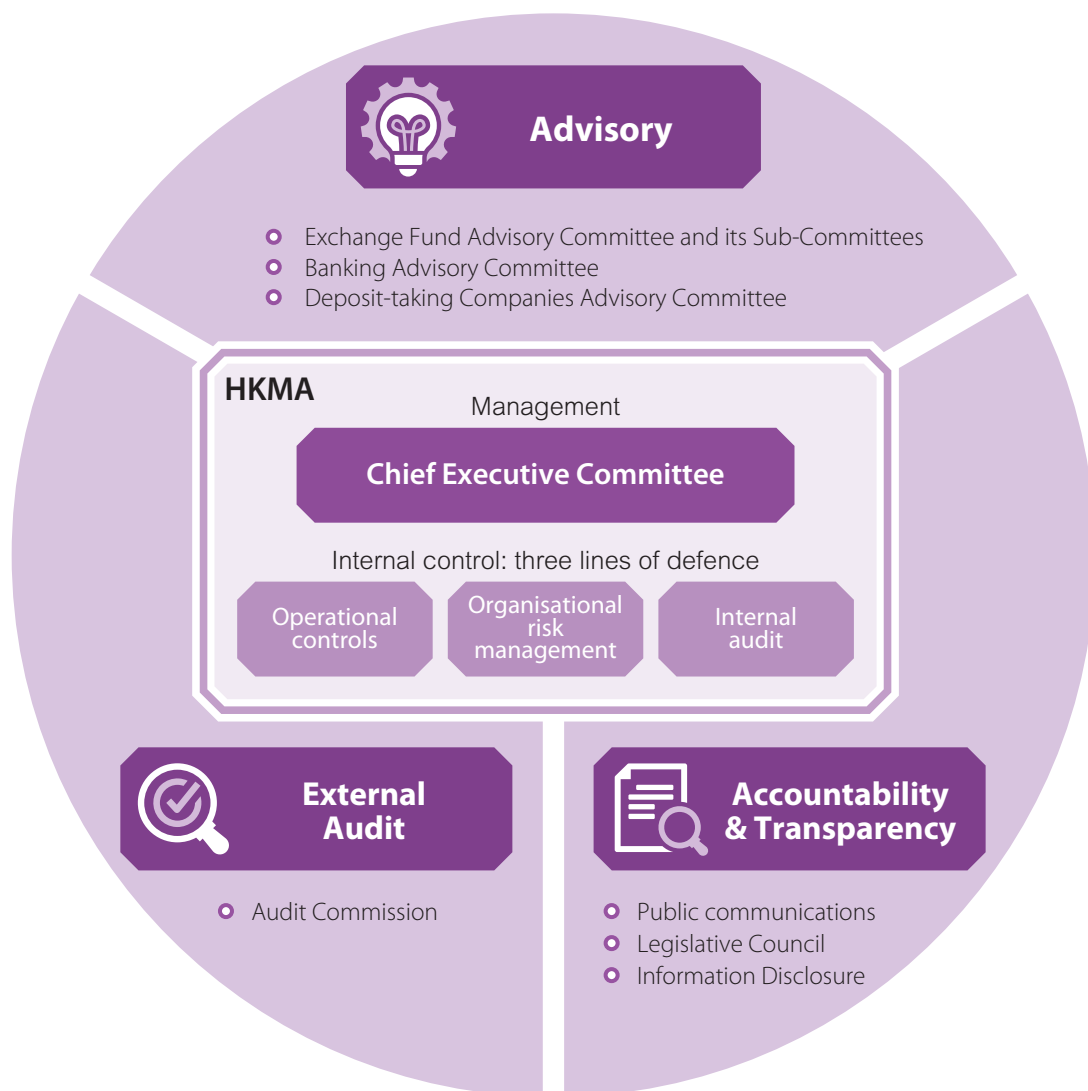 Advisory
Exchange Fund Advisory Committee and its Sub-Committees
Banking Advisory Committee
Deposit-taking Companies Advisory Committee
HKMA
Management
Chief Executive Committee
Internal control: three lines of defence
Operational
controls
Organisational
risk
management
Internal
audit
External
Audit
Audit Commission
Accountability
& Transparency
Public communications
Legislative Council
Information Disclosure